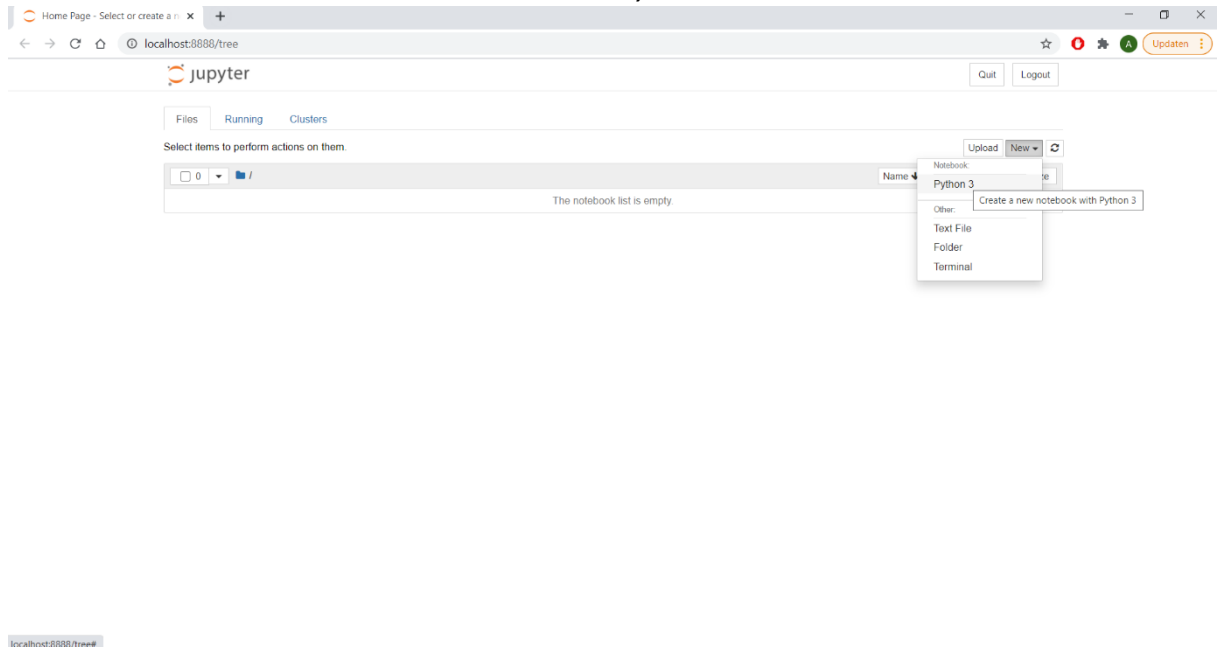 Home Page - Select or create a n
localhost:8888/tree
A
Updaten
jupyter
Quit Logout
Files Running Clusters
Select items to perform actions on them.
Upload New
0 /
Name
Notebook:
Python 3
Create a new notebook with Python 3
The notebook list is empty.
Other:
Text File
Folder
Terminal
localhost:8888/tree#